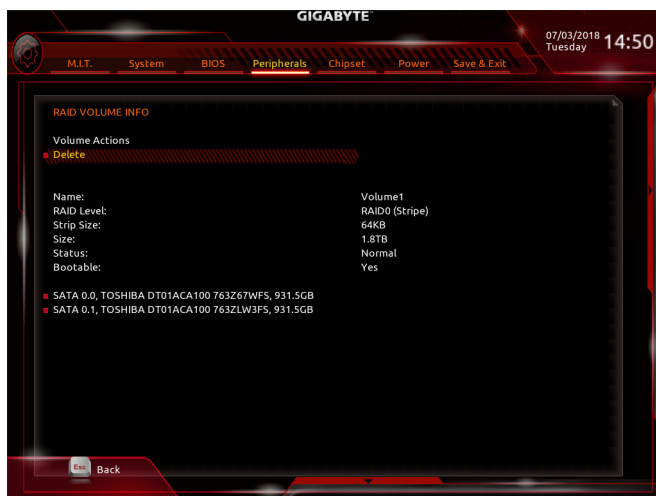 GIGABYTE™
07/03/2018 Tuesday 14:50
M.I.T. System BIOS Peripherals Chipset Power Save & Exit
RAID VOLUME INFO
Volume Actions
Delete
Name: Volume1
RAID Level: RAID0 (Stripe)
Strip Size: 64KB
Size: 1.8TB
Status: Normal
Bootable: Yes
SATA 0.0, TOSHIBA DT01ACA100 763Z67WFS, 931.5GB
SATA 0.1, TOSHIBA DT01ACA100 763ZLW3FS, 931.5GB
Esc Back